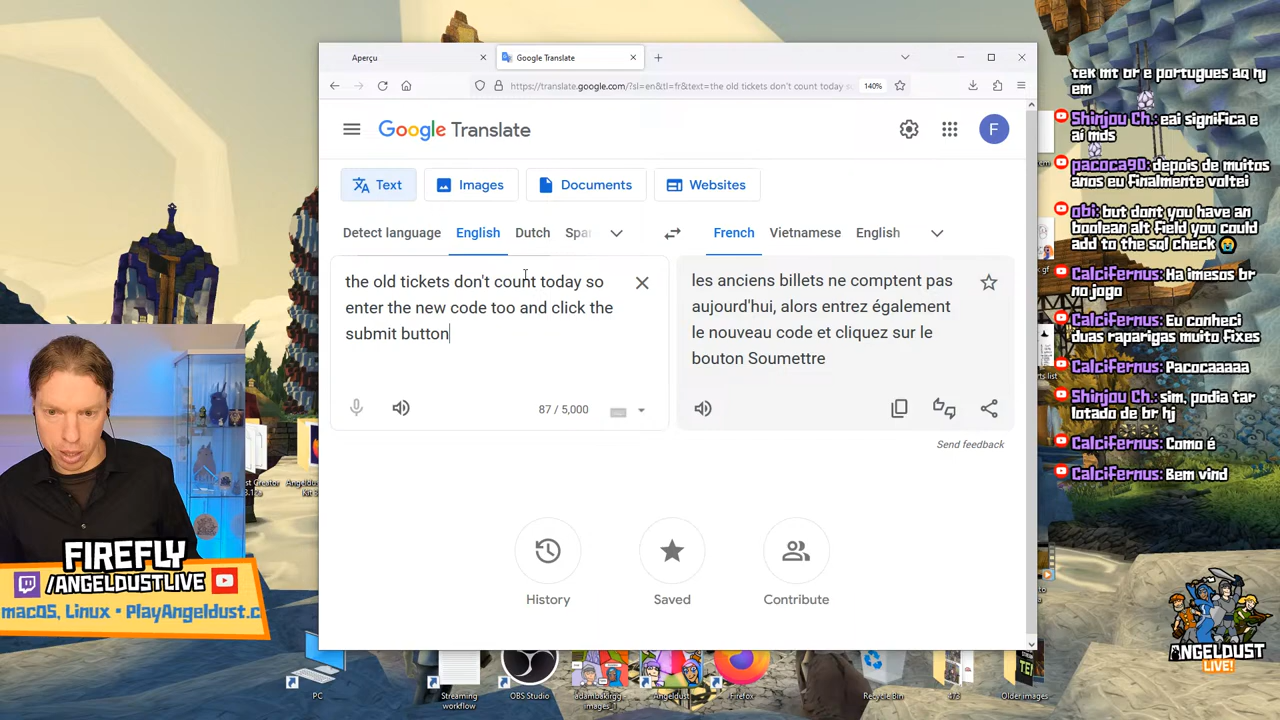 Aperçu
Google Translate
https://translate.google.com/?sl=en&tl=fr&text=the old tickets don't count today s
140%
Google Translate
F
Text
Images
Documents
Websites
Detect language
English
Dutch
Spa
French
Vietnamese
English
the old tickets don't count today so
enter the new code too and click the
submit button
87 / 5,000
les anciens billets ne comptent pas
aujourd'hui, alors entrez également
le nouveau code et cliquez sur le
bouton Soumettre
Send feedback
History
Saved
Contribute
tek mt br e portugues aq hj
em
Shinjou Ch.: eai significa e
aí mds
pacoca90: depois de muitos
anos eu finalmente voltei
obi: but dont you have an
boolean alt field you could
add to the sql check
Calcifernus: Ha imesos br
no jogo
Calcifernus: Eu conheci
duas raparigas muito fixes
Calcifernus: Pacocaaaaa
Shinjou Ch.: sim, podia tar
lotado de br hj
Calcifernus: Como é
Calcifernus: Bem vind
FIREFLY
/ANGELDUSTLIVE
macOS, Linux • PlayAngeldust.c
PC
Streaming
workflow
OBS Studio
adambakirgg_
images_1
Angeldust
Firefox
Recycle Bin
Older images
ANGELDUST
LIVE!